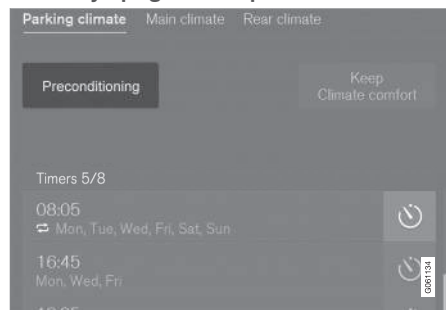 Parking climate Main climate Rear climate
Preconditioning
Keep
Climate comfort
Timers 5/8
08:05
Mon, Tue, Wed, Fri, Sat, Sun
16:45
Mon, Wed, Fri
G061134